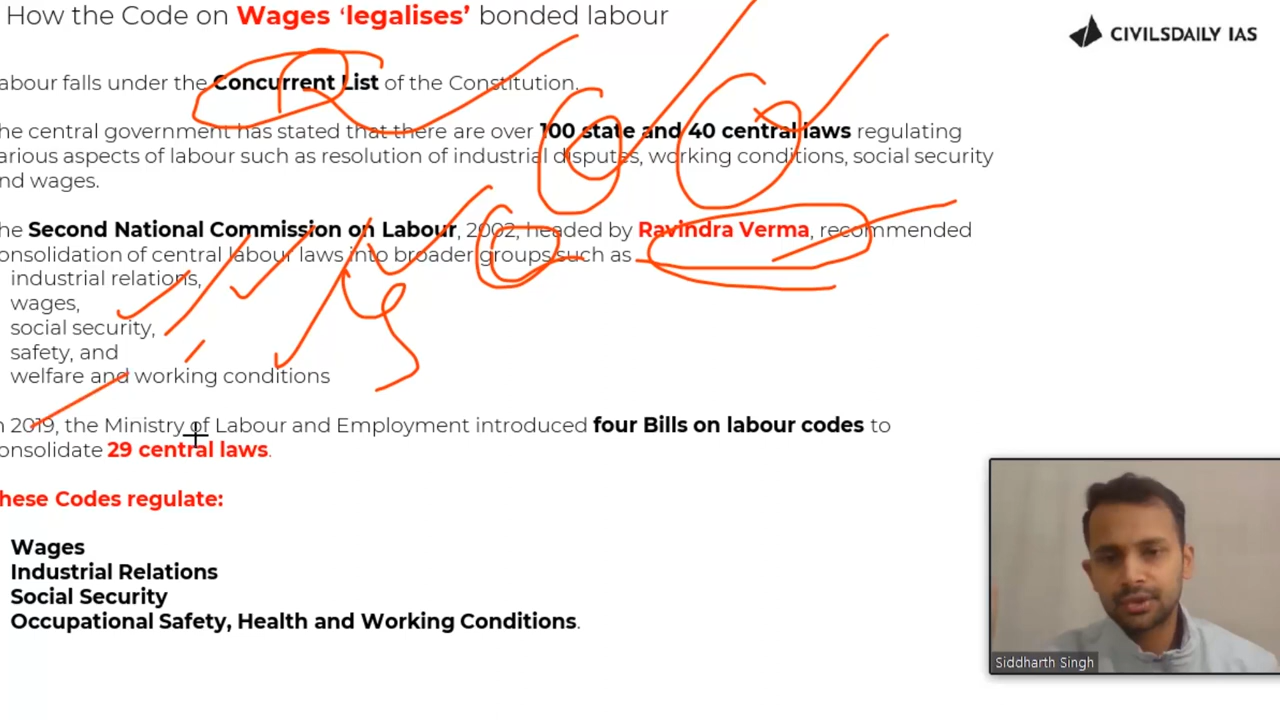 How the Code on Wages ‘legalises’ bonded labour
CIVILSDAILY IAS
abour falls under the Concurrent List of the Constitution.
he central government has stated that there are over 100 state and 40 central laws regulating
arious aspects of labour such as resolution of industrial disputes, working conditions, social security
nd wages.
he Second National Commission on Labour, 2002, headed by Ravindra Verma, recommended
onsolidation of central labour laws into broader groups such as
industrial relations,
wages,
social security,
safety, and
welfare and working conditions
n 2019, the Ministry of Labour and Employment introduced four Bills on labour codes to
onsolidate 29 central laws.
hese Codes regulate:
Wages
Industrial Relations
Social Security
Occupational Safety, Health and Working Conditions.
Siddharth Singh